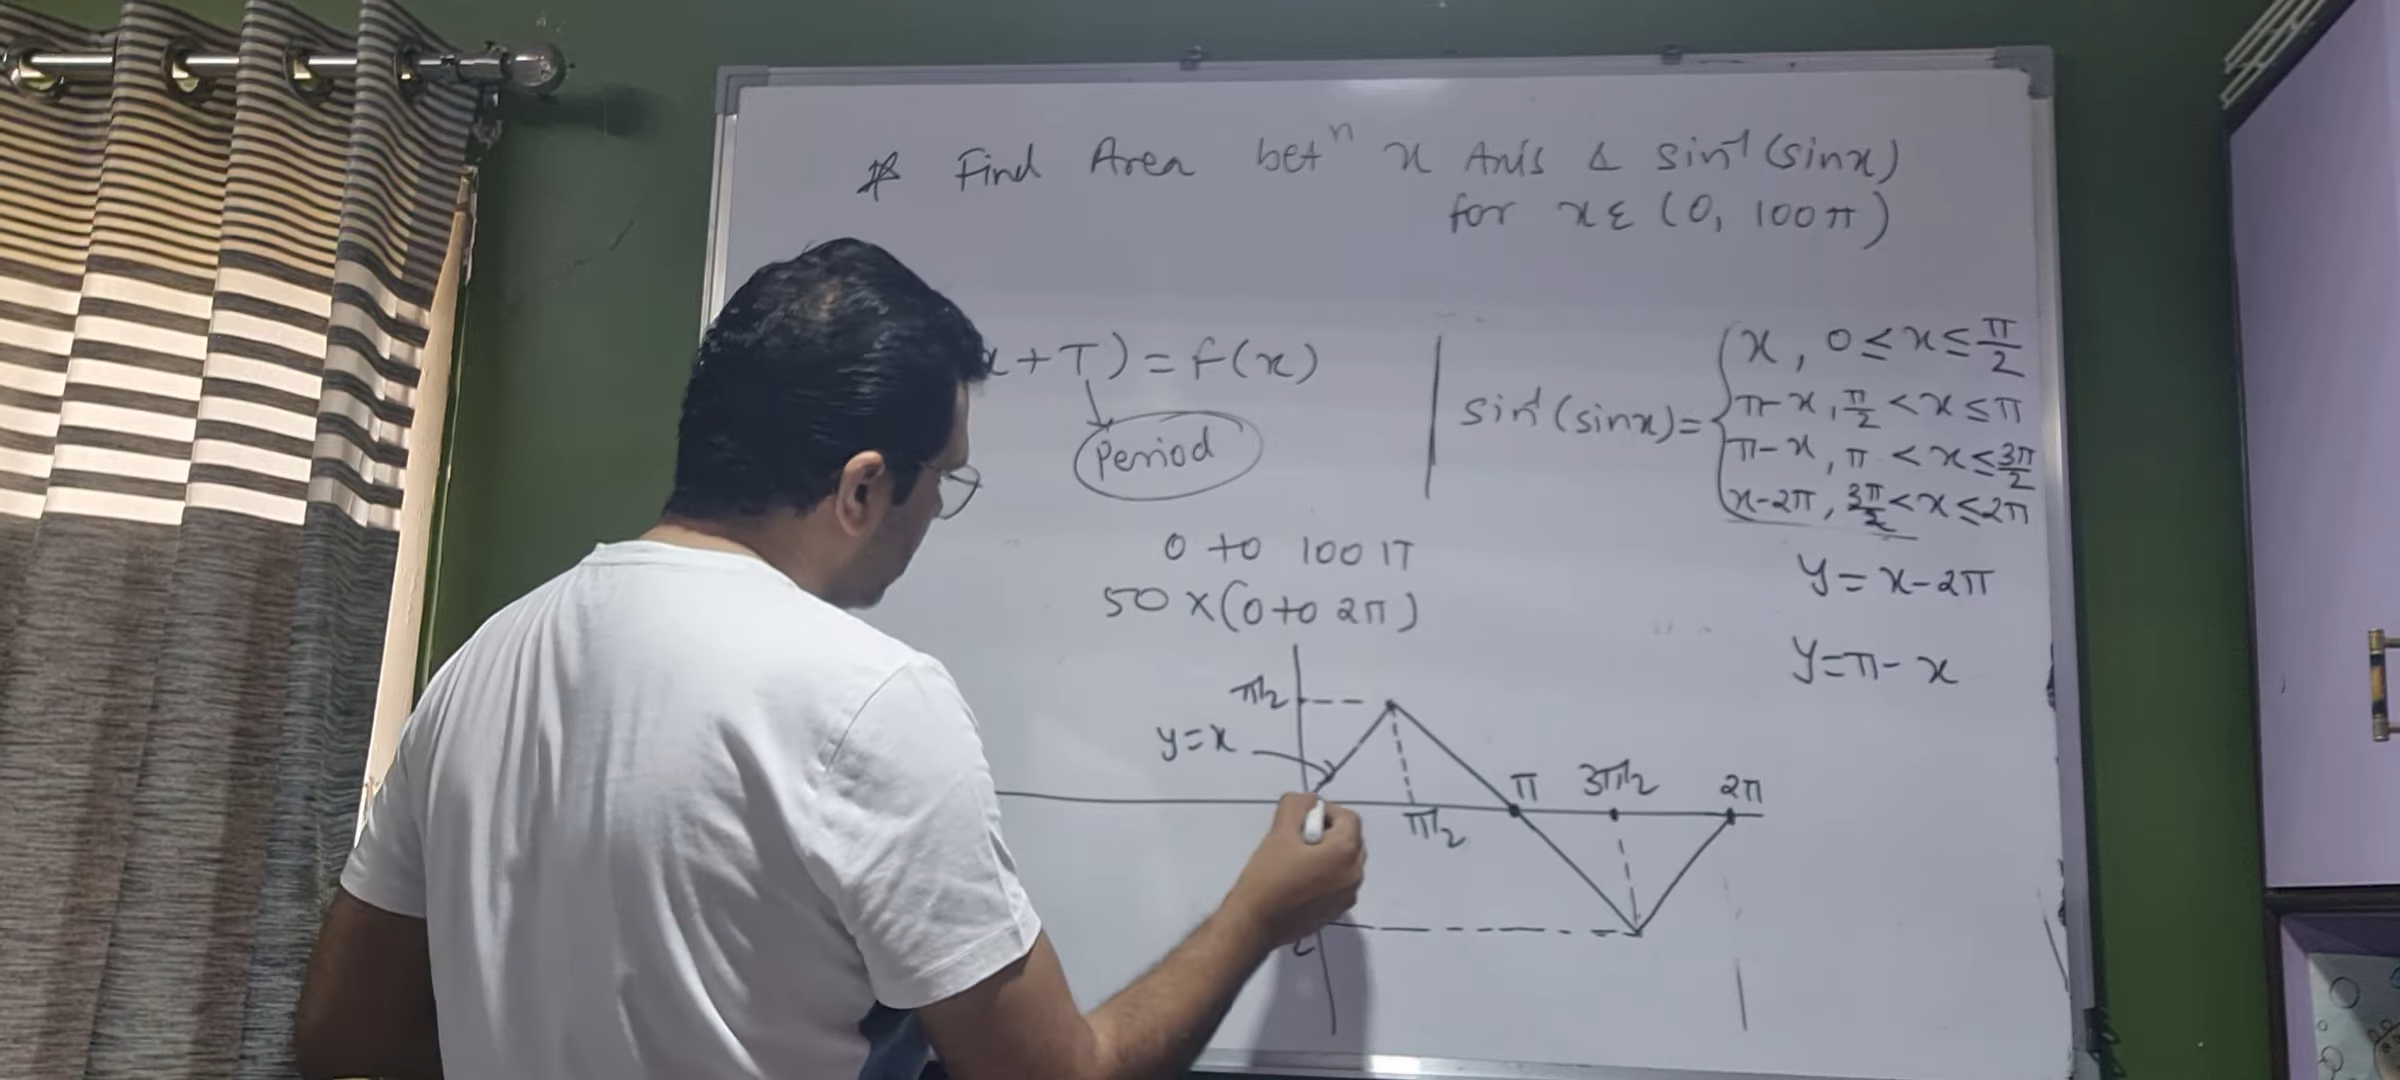 * Find Area betⁿ x Axis & sin⁻¹(sinx)
for x ε (0, 100π)
x+T) = f(x)
Period
sin⁻¹(sinx) =
x, 0≤x≤π/2
π-x, π/2<x≤π
π-x, π<x≤3π/2
x-2π, 3π/2<x≤2π
0 to 100π
50 x(0 to 2π)
y=x-2π
y=π-x
π/2
y=x
π 3π/2 2π
π/2
2